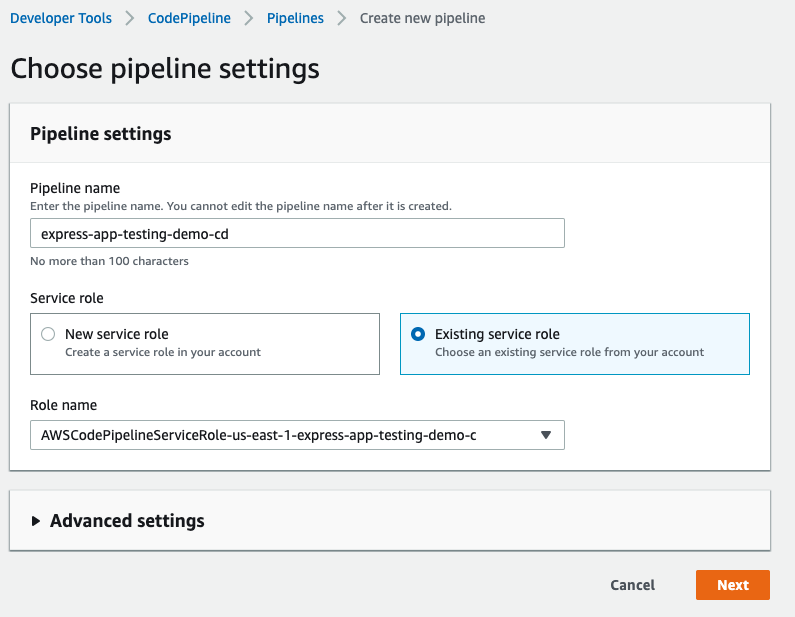 Developer Tools > CodePipeline > Pipelines > Create new pipeline
Choose pipeline settings
Pipeline settings
Pipeline name
Enter the pipeline name. You cannot edit the pipeline name after it is created.
express-app-testing-demo-cd
No more than 100 characters
Service role
New service role
Create a service role in your account
Existing service role
Choose an existing service role from your account
Role name
AWSCodePipelineServiceRole-us-east-1-express-app-testing-demo-c
Advanced settings
Cancel
Next